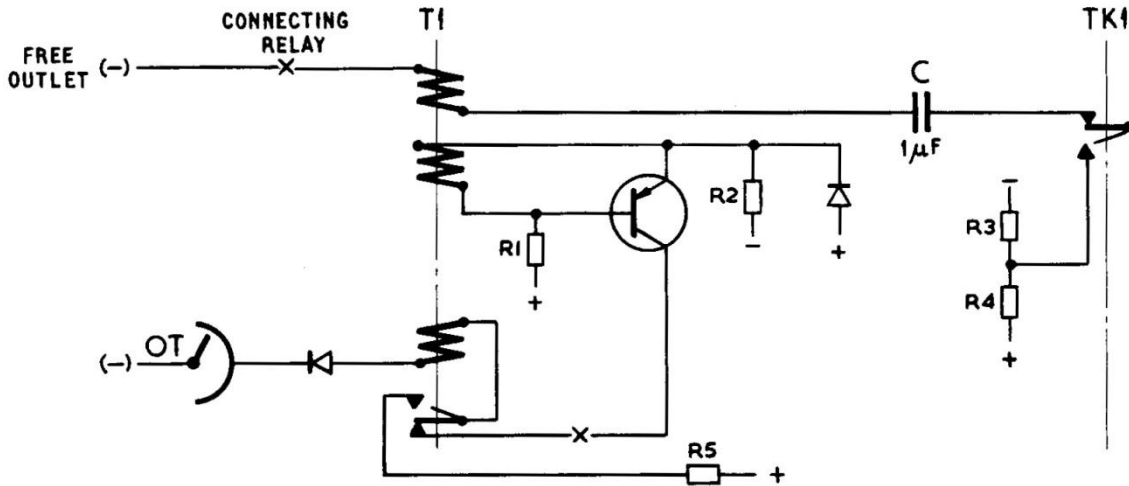 T1
TK1
CONNECTING
RELAY
FREE
OUTLET
(−)
C
1μF
R2
−
+
R1
+
−
R3
R4
+
(−)
OT
R5
+